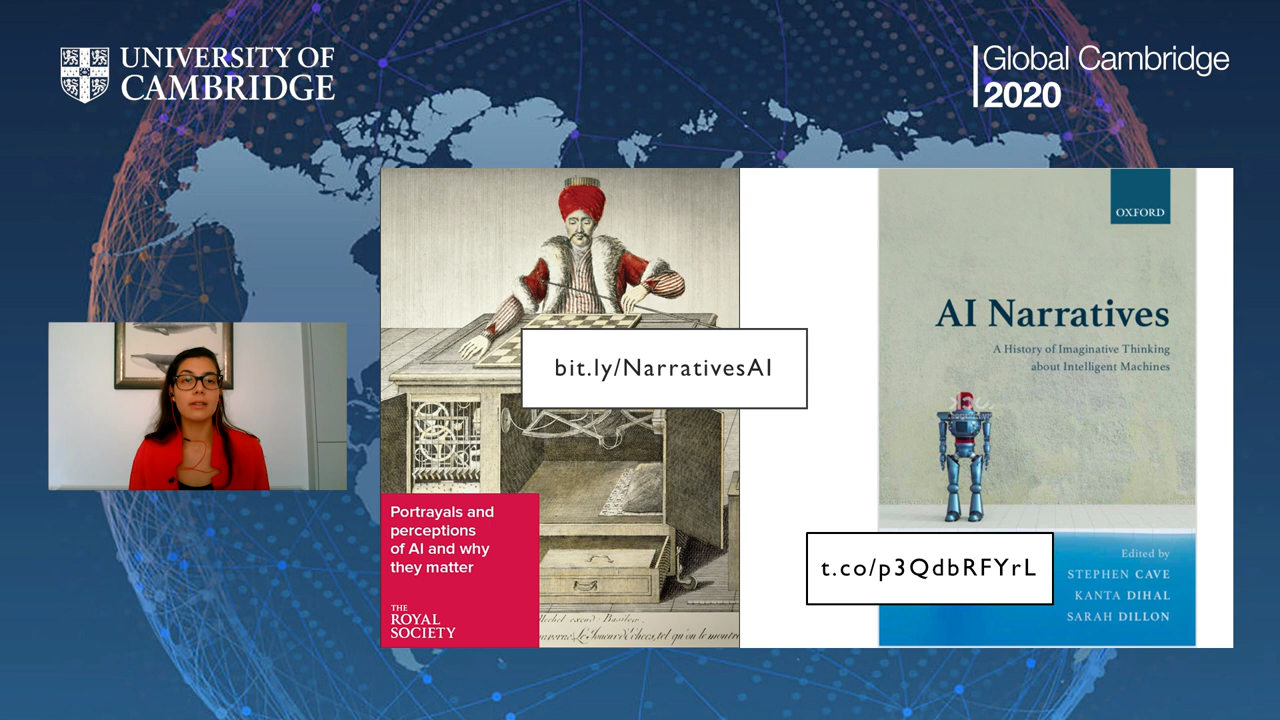 UNIVERSITY OF
CAMBRIDGE
Global Cambridge
2020
bit.ly/NarrativesAI
Portrayals and
perceptions
of AI and why
they matter
THE
ROYAL
SOCIETY
OXFORD
AI Narratives
A History of Imaginative Thinking
about Intelligent Machines
t.co/p3QdbRFYrL
Edited by
STEPHEN CAVE
KANTA DIHAL
SARAH DILLON